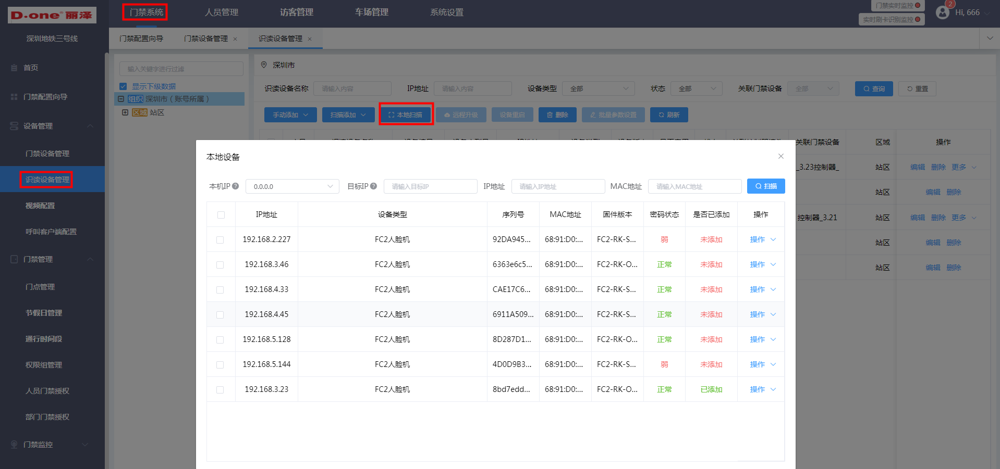 D-one®丽泽
深圳地铁三号线
首页
门禁配置向导
设备管理
门禁设备管理
识读设备管理
视频配置
呼叫客户端配置
门禁管理
门点管理
节假日管理
通行时间段
权限组管理
人员门禁授权
部门门禁授权
门禁监控
门禁系统 人员管理 访客管理 车场管理 系统设置
门禁实时监控
实时刷卡识别监控
2
Hi, 666
门禁配置向导 门禁设备管理 × 识读设备管理 ×
输入关键字进行过滤
显示下级数据
组织 深圳市（账号所属）
区域 站区
深圳市
识读设备名称 请输入内容 IP地址 请输入内容 设备类型 全部 状态 全部 关联门禁设备 全部 查询 重置
手动添加 扫描添加 本地扫描 远程升级 设备重启 删除 批量参数设置 刷新
关联门禁设备 区域 操作
_3.23控制器_ 站区 编辑 删除 更多
站区 编辑 删除
控制器_3.21 站区 编辑 删除 更多
站区 编辑 删除
站区 编辑 删除
本地设备
本机IP 0.0.0.0 目标IP 请输入目标IP IP地址 请输入IP地址 MAC地址 请输入MAC地址 扫描
IP地址 设备类型 序列号 MAC地址 固件版本 密码状态 是否已添加 操作
192.168.2.227 FC2人脸机 92DA945... 68:91:D0:... FC2-RK-S... 弱 未添加 操作
192.168.3.46 FC2人脸机 6363e6c5... 68:91:D0:... FC2-RK-O... 正常 未添加 操作
192.168.4.33 FC2人脸机 CAE17C6... 68:91:D0:... FC2-RK-S... 正常 未添加 操作
192.168.4.45 FC2人脸机 6911A509... 68:91:D0:... FC2-RK-S... 正常 未添加 操作
192.168.5.128 FC2人脸机 8D287D1... 68:91:D0:... FC2-RK-O... 正常 未添加 操作
192.168.5.144 FC2人脸机 4D0D9B3... 68:91:D0:... FC2-RK-S... 弱 未添加 操作
192.168.3.23 FC2人脸机 8bd7edd... 68:91:D0:... FC2-RK-O... 正常 已添加 操作